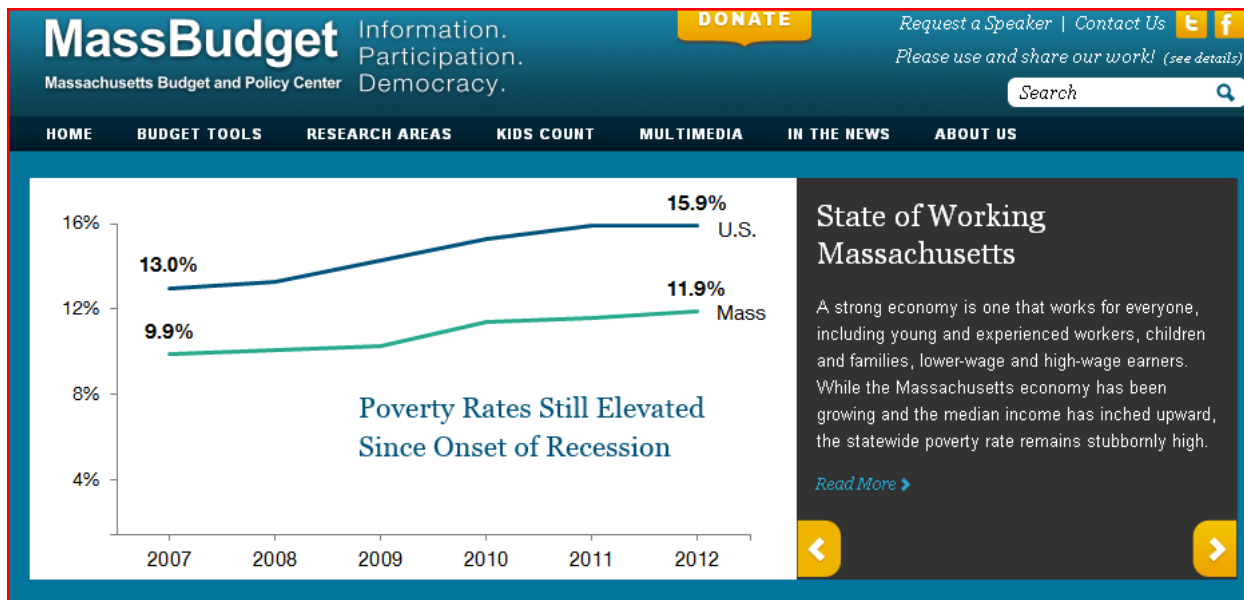 MassBudget
Massachusetts Budget and Policy Center
Information.
Participation.
Democracy.
DONATE
Request a Speaker | Contact Us
Please use and share our work! (see details)
Search
HOME BUDGET TOOLS RESEARCH AREAS KIDS COUNT MULTIMEDIA IN THE NEWS ABOUT US
16%
12%
8%
4%
13.0%
15.9%
U.S.
9.9%
11.9%
Mass
Poverty Rates Still Elevated
Since Onset of Recession
2007 2008 2009 2010 2011 2012
State of Working
Massachusetts
A strong economy is one that works for everyone,
including young and experienced workers, children
and families, lower-wage and high-wage earners.
While the Massachusetts economy has been
growing and the median income has inched upward,
the statewide poverty rate remains stubbornly high.
Read More